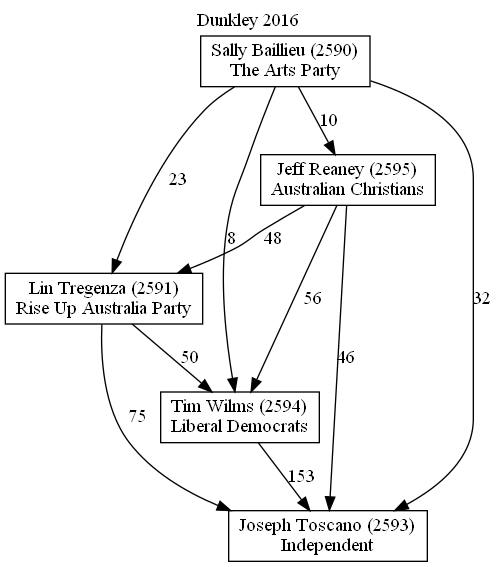 Dunkley 2016
Sally Baillieu (2590)
The Arts Party
10
Jeff Reaney (2595)
Australian Christians
23
8
48
32
Lin Tregenza (2591)
Rise Up Australia Party
56
50
46
Tim Wilms (2594)
Liberal Democrats
75
153
Joseph Toscano (2593)
Independent